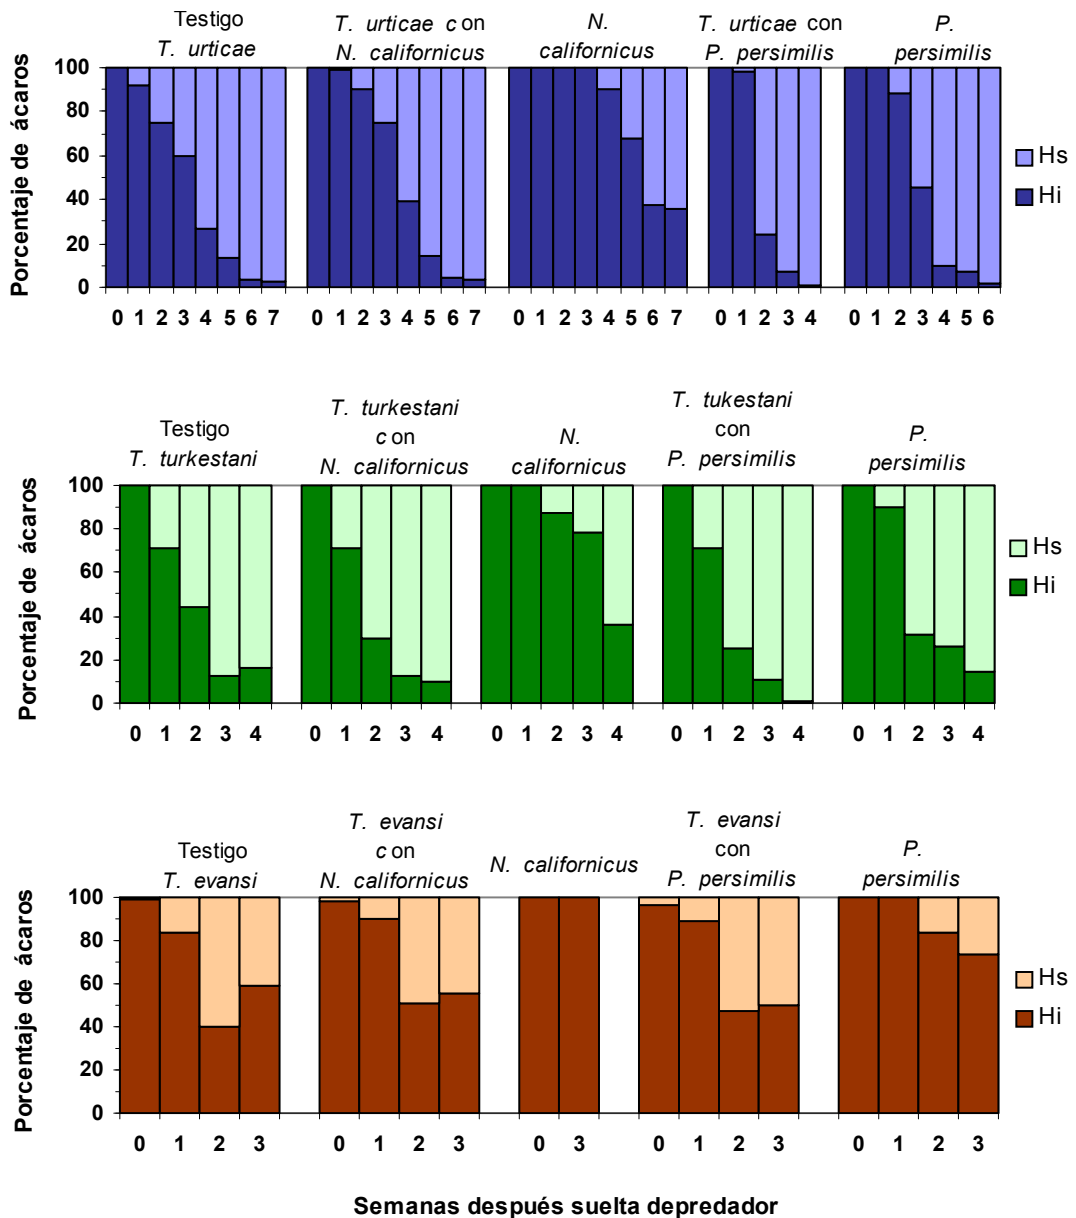 Testigo
T. urticae
T. urticae con
N. californicus
N.
californicus
T. urticae con
P. persimilis
P.
persimilis
Porcentaje de ácaros
100
80
60
40
20
0
0 1 2 3 4 5 6 7
0 1 2 3 4 5 6 7
0 1 2 3 4 5 6 7
0 1 2 3 4
0 1 2 3 4 5 6
Hs
Hi
Testigo
T. turkestani
T. turkestani
con
N. californicus
N.
californicus
T. tukestani
con
P. persimilis
P.
persimilis
Porcentaje de ácaros
100
80
60
40
20
0
0 1 2 3 4
0 1 2 3 4
0 1 2 3 4
0 1 2 3 4
0 1 2 3 4
Hs
Hi
Testigo
T. evansi
T. evansi
con
N. californicus
N. californicus
T. evansi
con
P. persimilis
P.
persimilis
Porcentaje de ácaros
100
80
60
40
20
0
0 1 2 3
0 1 2 3
0 3
0 1 2 3
0 1 2 3
Hs
Hi
Semanas después suelta depredador